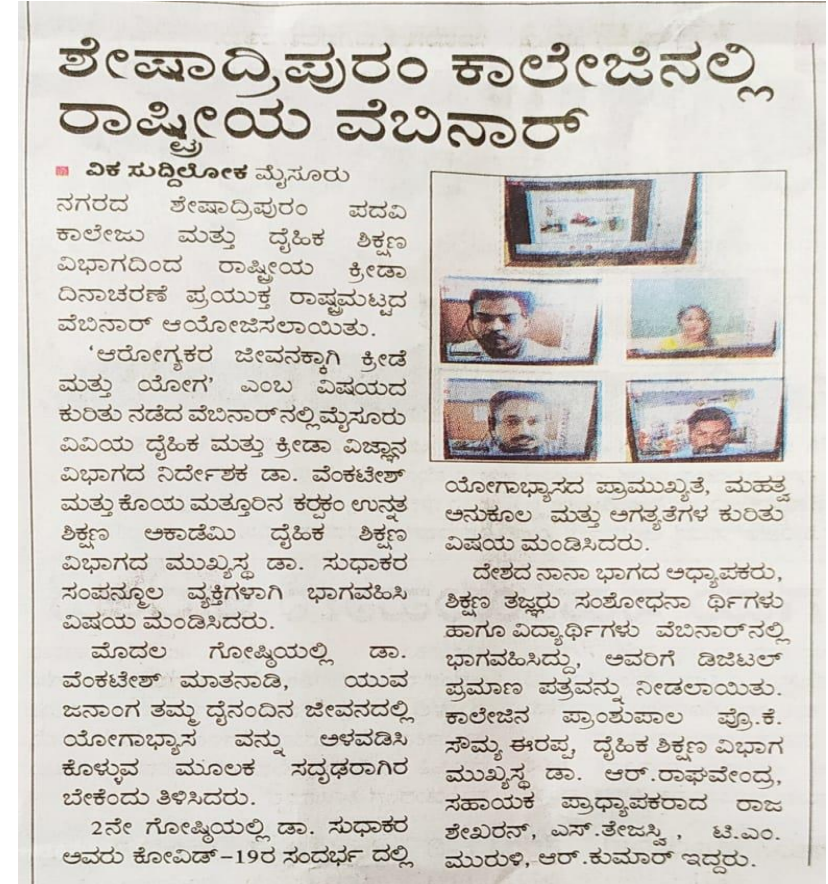 ಶೇಷಾದ್ರಿಪುರಂ ಕಾಲೇಜಿನಲ್ಲಿ
ರಾಷ್ಟ್ರೀಯ ವೆಬಿನಾರ್
ವಿಕ ಸುದ್ದಿಲೋಕ ಮೈಸೂರು
ನಗರದ ಶೇಷಾದ್ರಿಪುರಂ ಪದವಿ
ಕಾಲೇಜು ಮತ್ತು ದೈಹಿಕ ಶಿಕ್ಷಣ
ವಿಭಾಗದಿಂದ ರಾಷ್ಟ್ರೀಯ ಕ್ರೀಡಾ
ದಿನಾಚರಣೆ ಪ್ರಯುಕ್ತ ರಾಷ್ಟ್ರಮಟ್ಟದ
ವೆಬಿನಾರ್ ಆಯೋಜಿಸಲಾಯಿತು.
'ಆರೋಗ್ಯಕರ ಜೀವನಕ್ಕಾಗಿ ಕ್ರೀಡೆ
ಮತ್ತು ಯೋಗ' ಎಂಬ ವಿಷಯದ
ಕುರಿತು ನಡೆದ ವೆಬಿನಾರ್‌ನಲ್ಲಿಮೈಸೂರು
ವಿವಿಯ ದೈಹಿಕ ಮತ್ತು ಕ್ರೀಡಾ ವಿಜ್ಞಾನ
ವಿಭಾಗದ ನಿರ್ದೇಶಕ ಡಾ. ವೆಂಕಟೇಶ್
ಮತ್ತು ಕೊಯ ಮತ್ತೂರಿನ ಕರ್‍ಪಕಂ ಉನ್ನತ
ಶಿಕ್ಷಣ ಅಕಾಡೆಮಿ ದೈಹಿಕ ಶಿಕ್ಷಣ
ವಿಭಾಗದ ಮುಖ್ಯಸ್ಥ ಡಾ. ಸುಧಾಕರ
ಸಂಪನ್ಮೂಲ ವ್ಯಕ್ತಿಗಳಾಗಿ ಭಾಗವಹಿಸಿ
ವಿಷಯ ಮಂಡಿಸಿದರು.
ಮೊದಲ ಗೋಷ್ಠಿಯಲ್ಲಿ ಡಾ.
ವೆಂಕಟೇಶ್ ಮಾತನಾಡಿ, ಯುವ
ಜನಾಂಗ ತಮ್ಮ ದೈನಂದಿನ ಜೀವನದಲ್ಲಿ
ಯೋಗಾಭ್ಯಾಸ ವನ್ನು ಅಳವಡಿಸಿ
ಕೊಳ್ಳುವ ಮೂಲಕ ಸದೃಢರಾಗಿರ
ಬೇಕೆಂದು ತಿಳಿಸಿದರು.
2ನೇ ಗೋಷ್ಠಿಯಲ್ಲಿ ಡಾ. ಸುಧಾಕರ
ಅವರು ಕೋವಿಡ್-19ರ ಸಂದರ್ಭ ದಲ್ಲಿ
ಯೋಗಾಭ್ಯಾಸದ ಪ್ರಾಮುಖ್ಯತೆ, ಮಹತ್ವ
ಅನುಕೂಲ ಮತ್ತು ಅಗತ್ಯತೆಗಳ ಕುರಿತು
ವಿಷಯ ಮಂಡಿಸಿದರು.
ದೇಶದ ನಾನಾ ಭಾಗದ ಅಧ್ಯಾಪಕರು,
ಶಿಕ್ಷಣ ತಜ್ಞರು ಸಂಶೋಧನಾ ರ್ಥಿಗಳು
ಹಾಗೂ ವಿದ್ಯಾರ್ಥಿಗಳು ವೆಬಿನಾರ್‌ನಲ್ಲಿ
ಭಾಗವಹಿಸಿದ್ದು, ಅವರಿಗೆ ಡಿಜಿಟಲ್
ಪ್ರಮಾಣ ಪತ್ರವನ್ನು ನೀಡಲಾಯಿತು.
ಕಾಲೇಜಿನ ಪ್ರಾಂಶುಪಾಲ ಪ್ರೊ.ಕೆ.
ಸೌಮ್ಯ ಈರಪ್ಪ, ದೈಹಿಕ ಶಿಕ್ಷಣ ವಿಭಾಗ
ಮುಖ್ಯಸ್ಥ ಡಾ. ಆರ್.ರಾಘವೇಂದ್ರ,
ಸಹಾಯಕ ಪ್ರಾಧ್ಯಾಪಕರಾದ ರಾಜ
ಶೇಖರನ್, ಎಸ್.ತೇಜಸ್ವಿ, ಟಿ.ಎಂ.
ಮುರುಳಿ, ಆರ್.ಕುಮಾರ್ ಇದ್ದರು.